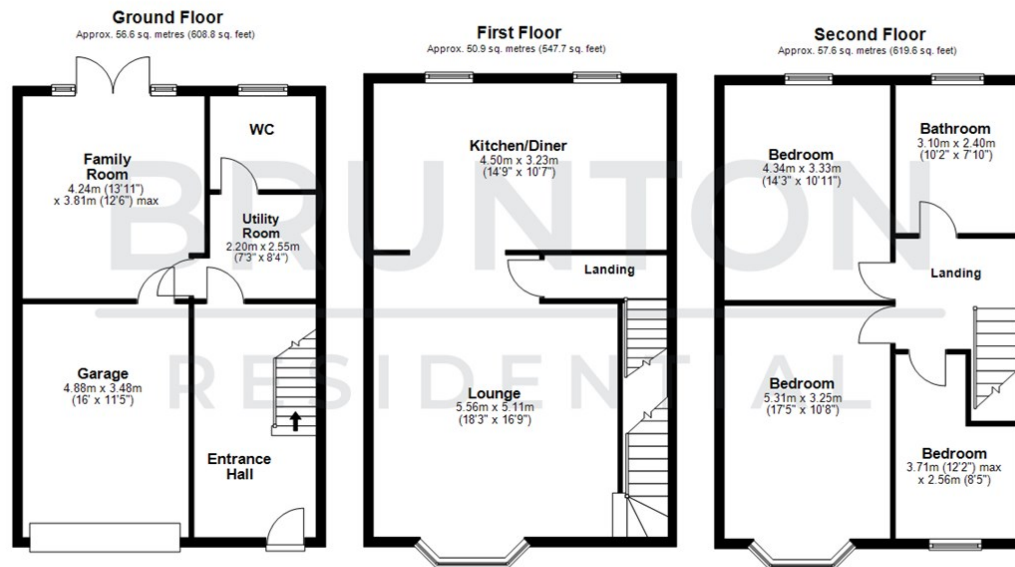 Ground Floor
Approx. 56.6 sq. metres (608.8 sq. feet)
WC
Family
Room
4.24m (13'11")
x 3.81m (12'6") max
Utility
Room
2.20m x 2.55m
(7'3" x 8'4")
Garage
4.88m x 3.48m
(16' x 11'5")
Entrance
Hall
First Floor
Approx. 50.9 sq. metres (547.7 sq. feet)
Kitchen/Diner
4.50m x 3.23m
(14'9" x 10'7")
Landing
Lounge
5.56m x 5.11m
(18'3" x 16'9")
Second Floor
Approx. 57.6 sq. metres (619.6 sq. feet)
Bedroom
4.34m x 3.33m
(14'3" x 10'11")
Bathroom
3.10m x 2.40m
(10'2" x 7'10")
Landing
Bedroom
5.31m x 3.25m
(17'5" x 10'8")
Bedroom
3.71m (12'2") max
x 2.56m (8'5")
BRUNTON
RESIDENTIAL